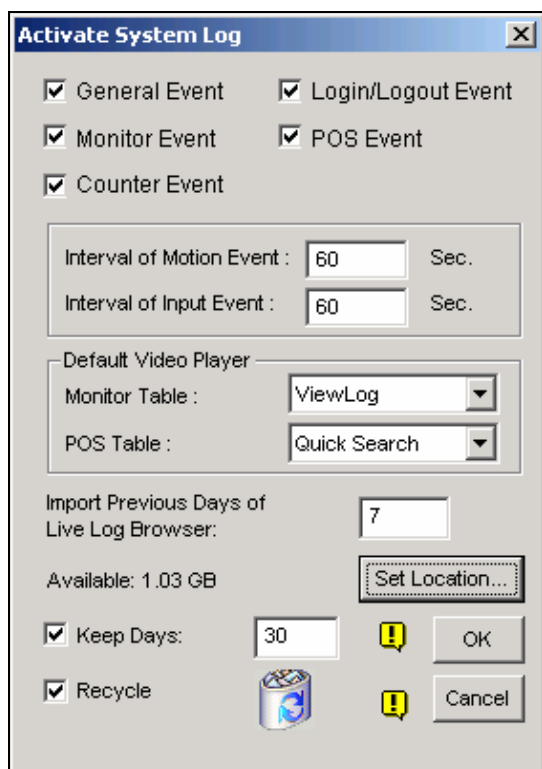 Activate System Log
General Event
Login/Logout Event
Monitor Event
POS Event
Counter Event
Interval of Motion Event : 60 Sec.
Interval of Input Event : 60 Sec.
Default Video Player
Monitor Table : ViewLog
POS Table : Quick Search
Import Previous Days of
Live Log Browser: 7
Available: 1.03 GB
Set Location...
Keep Days: 30
OK
Recycle
Cancel